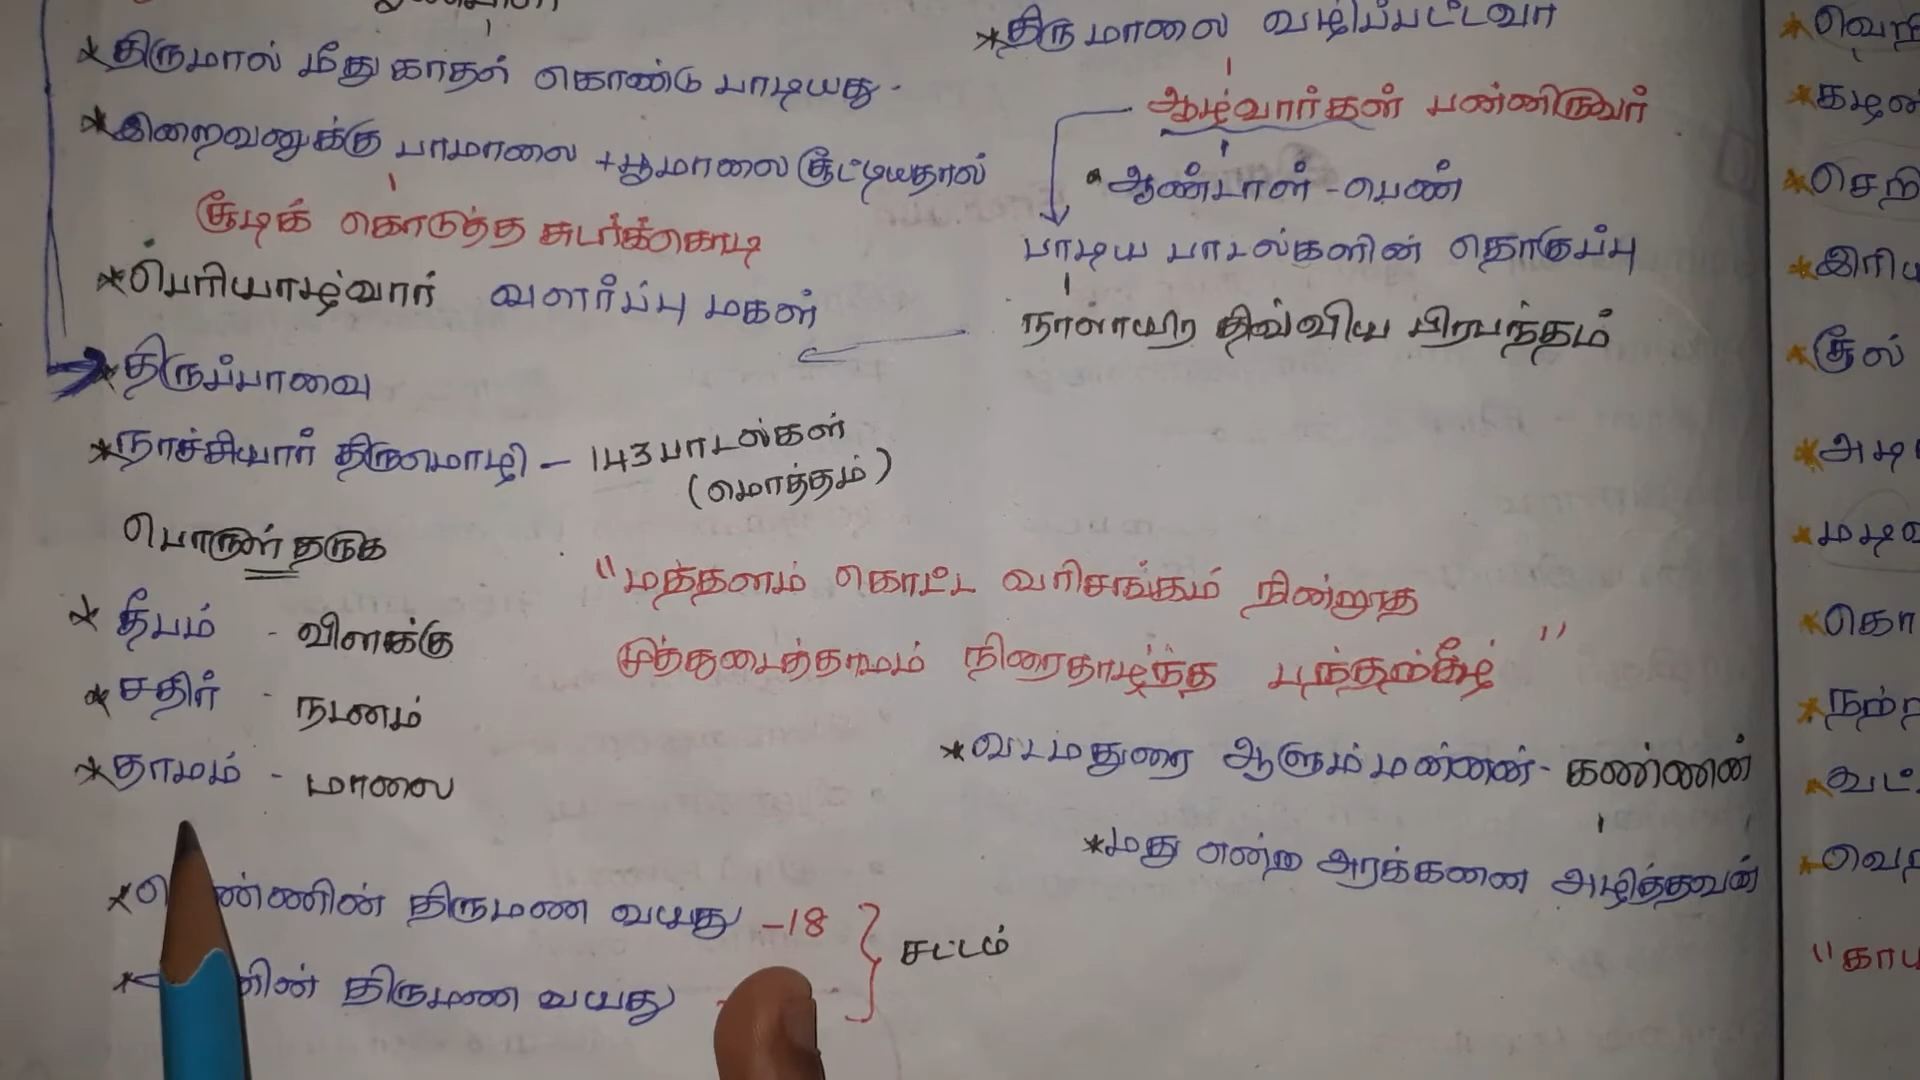 *திருமால் மீது காதல் கொண்டு பாடியது.
*இறைவனுக்கு பாமாலை + பூமாலை சூட்டியதால்
சூடிக் கொடுத்த சுடர்க்கொடி
*பெரியாழ்வார் வளர்ப்பு மகள்
*திருப்பாவை
*நாச்சியார் திருமொழி - 143 பாடல்கள்
(மொத்தம்)
பொருள் தருக
* தீபம் - விளக்கு
* சதிர் - நடனம்
* தாமம் - மாலை
திருமண வயது -18
திருமண வயது
சட்டம்
*திருமாலை வழிபட்டவர்
ஆழ்வார்கள் பன்னிருவர்
* ஆண்டாள் - பெண்
பாடிய பாடல்களின் தொகுப்பு
நாளாயிற திவ்விய பிரபந்தம்
"மத்தளம் கொட்ட வரிசங்கம் நின்றூத
முத்துடைத்தாமம் நிரைதாழ்ந்த பந்தற்கீழ்"
*வடமதுரை ஆளும் மன்னன் - கண்ணன்
*மது என்ற அரக்கனை அழித்தவன்
*சூல்